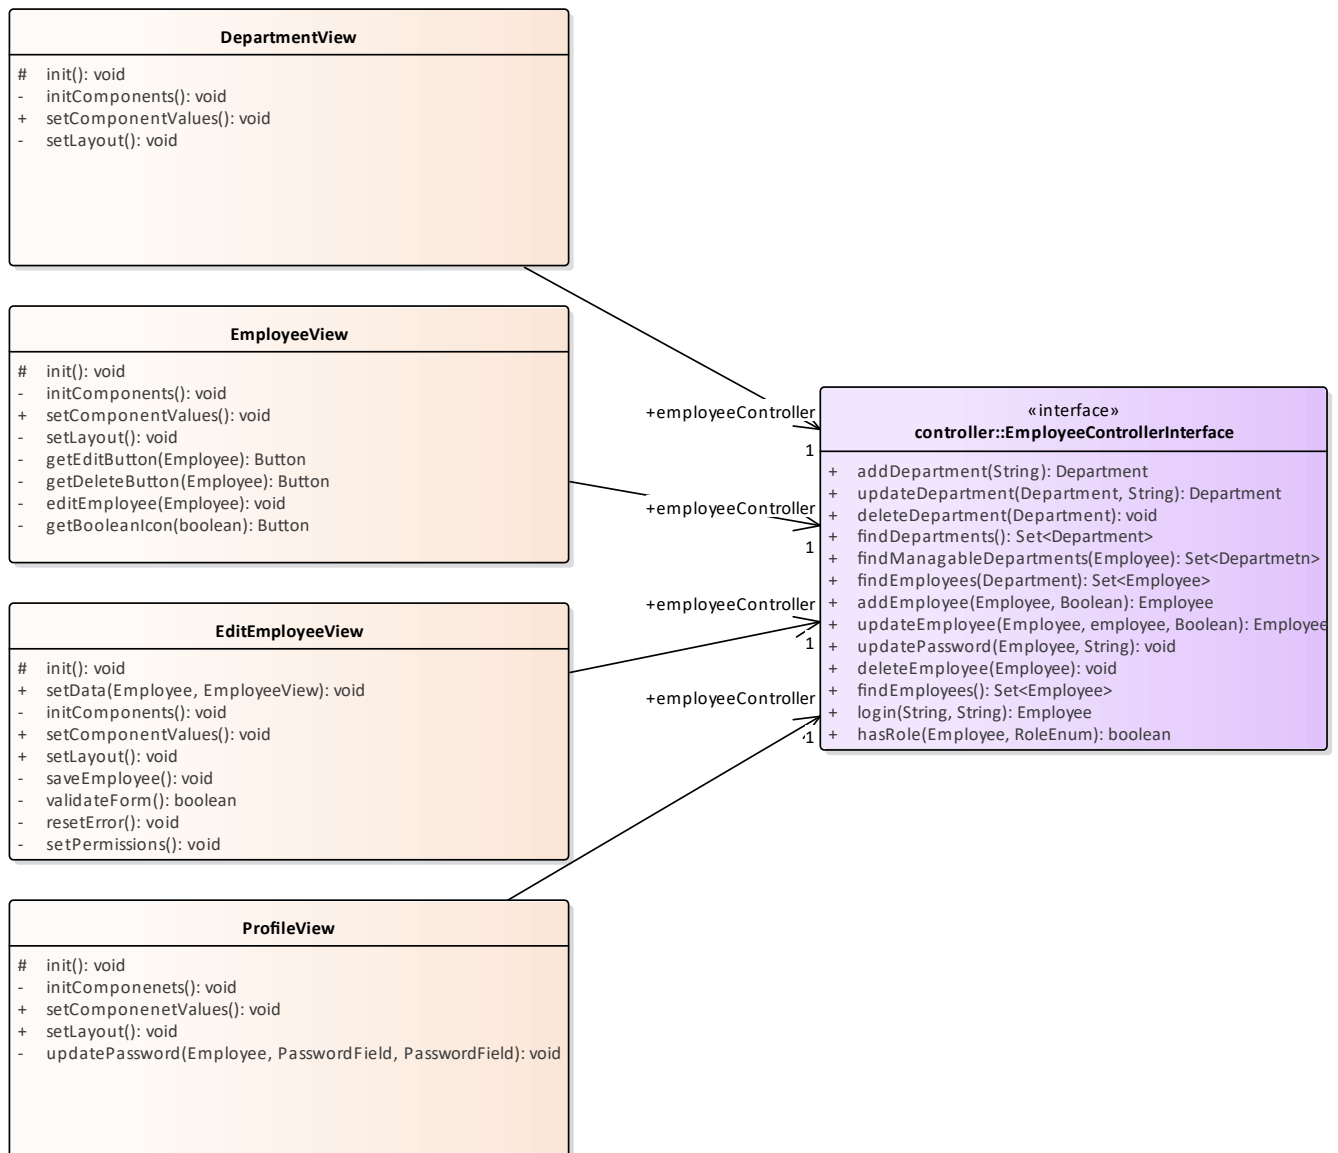 DepartmentView
# init(): void
- initComponents(): void
+ setComponentValues(): void
- setLayout(): void
EmployeeView
# init(): void
- initComponents(): void
+ setComponentValues(): void
- setLayout(): void
- getEditButton(Employee): Button
- getDeleteButton(Employee): Button
- editEmployee(Employee): void
- getBooleanIcon(boolean): Button
EditEmployeeView
# init(): void
+ setData(Employee, EmployeeView): void
- initComponents(): void
+ setComponentValues(): void
+ setLayout(): void
- saveEmployee(): void
- validateForm(): boolean
- resetError(): void
- setPermissions(): void
ProfileView
# init(): void
- initComponenets(): void
+ setComponenetValues(): void
+ setLayout(): void
- updatePassword(Employee, PasswordField, PasswordField): void
+employeeController
1
+employeeController
1
+employeeController
1
+employeeController
1
«interface»
controller::EmployeeControllerInterface
+ addDepartment(String): Department
+ updateDepartment(Department, String): Department
+ deleteDepartment(Department): void
+ findDepartments(): Set<Department>
+ findManagableDepartments(Employee): Set<Departmetn>
+ findEmployees(Department): Set<Employee>
+ addEmployee(Employee, Boolean): Employee
+ updateEmployee(Employee, employee, Boolean): Employee
+ updatePassword(Employee, String): void
+ deleteEmployee(Employee): void
+ findEmployees(): Set<Employee>
+ login(String, String): Employee
+ hasRole(Employee, RoleEnum): boolean